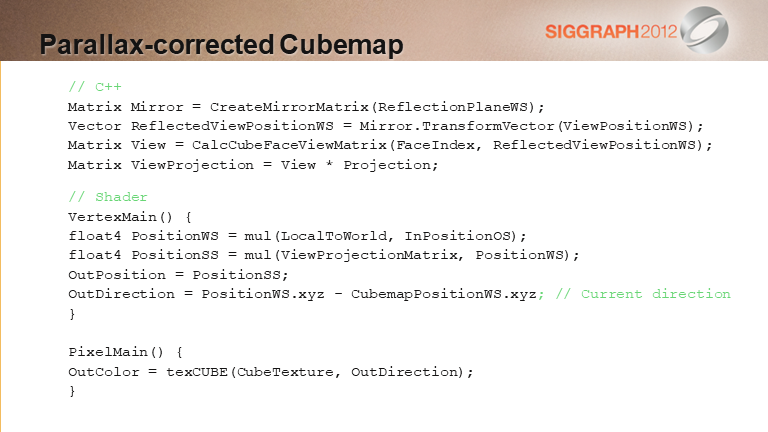 Parallax-corrected Cubemap
SIGGRAPH2012
// C++
Matrix Mirror = CreateMirrorMatrix(ReflectionPlaneWS);
Vector ReflectedViewPositionWS = Mirror.TransformVector(ViewPositionWS);
Matrix View = CalcCubeFaceViewMatrix(FaceIndex, ReflectedViewPositionWS);
Matrix ViewProjection = View * Projection;
// Shader
VertexMain() {
float4 PositionWS = mul(LocalToWorld, InPositionOS);
float4 PositionSS = mul(ViewProjectionMatrix, PositionWS);
OutPosition = PositionSS;
OutDirection = PositionWS.xyz – CubemapPositionWS.xyz; // Current direction
}
PixelMain() {
OutColor = texCUBE(CubeTexture, OutDirection);
}